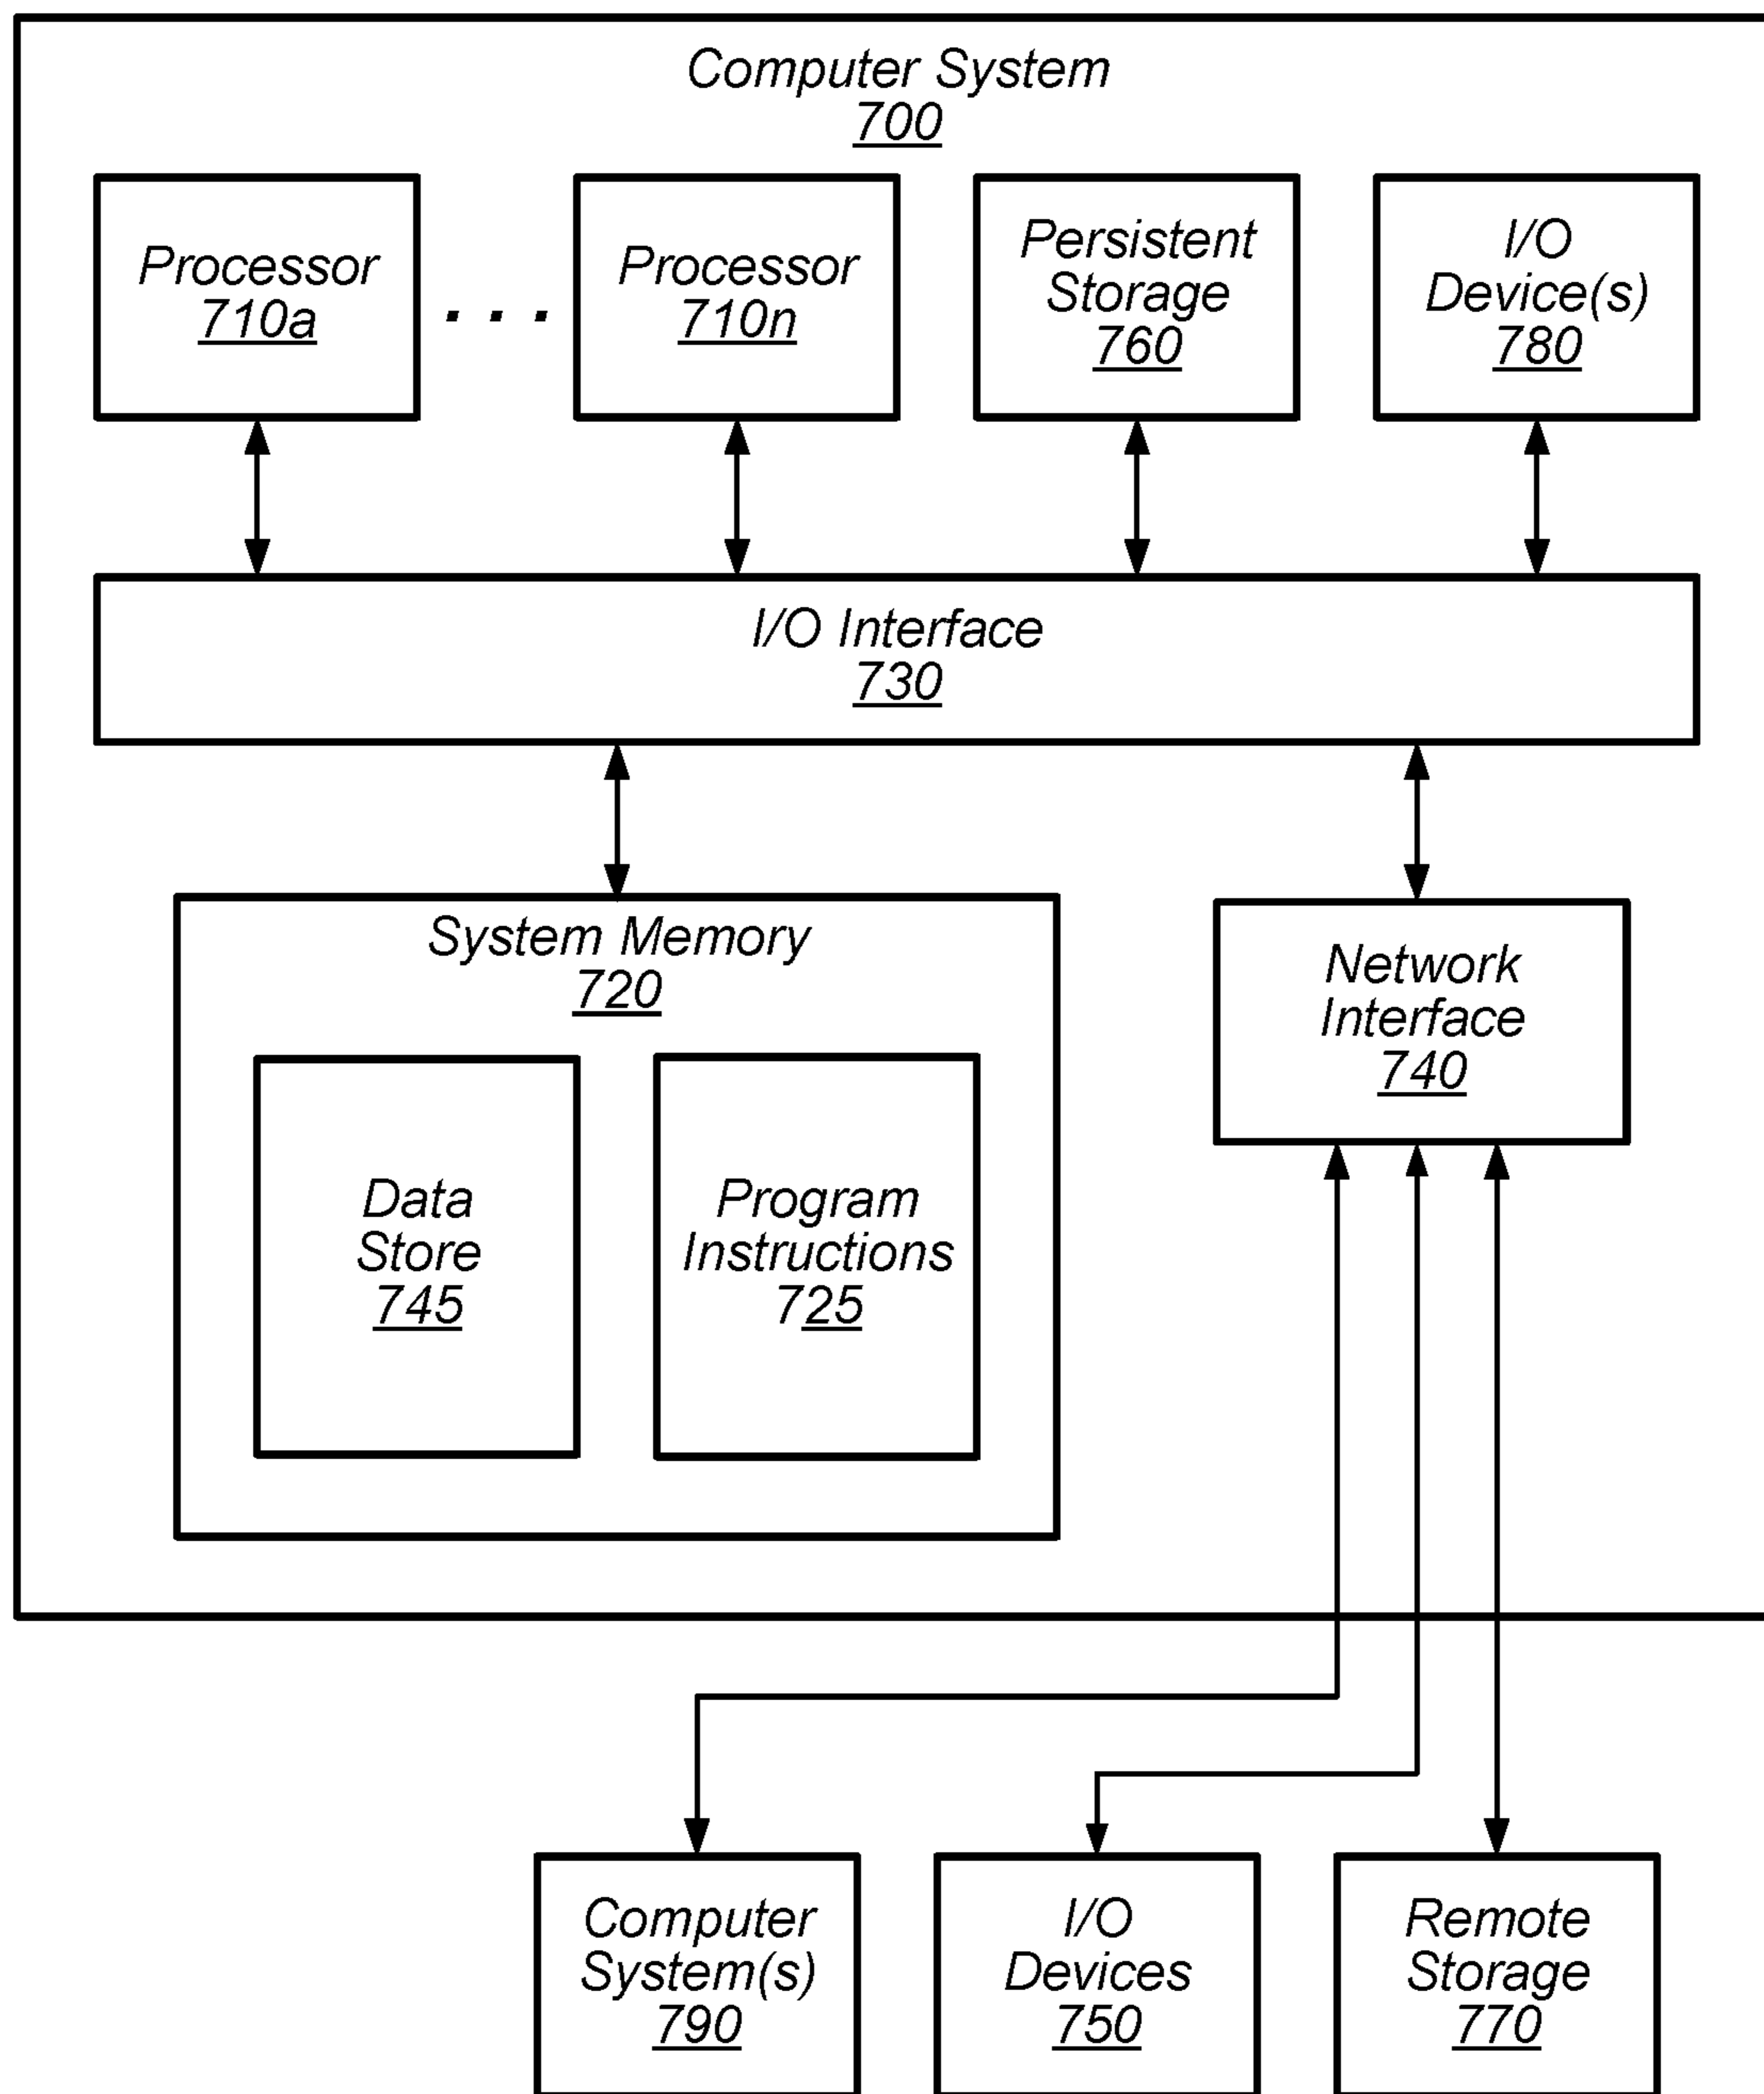 Computer System
700
Processor
710a
. . .
Processor
710n
Persistent
Storage
760
I/O
Device(s)
780
I/O Interface
730
System Memory
720
Data
Store
745
Program
Instructions
725
Network
Interface
740
Computer
System(s)
790
I/O
Devices
750
Remote
Storage
770